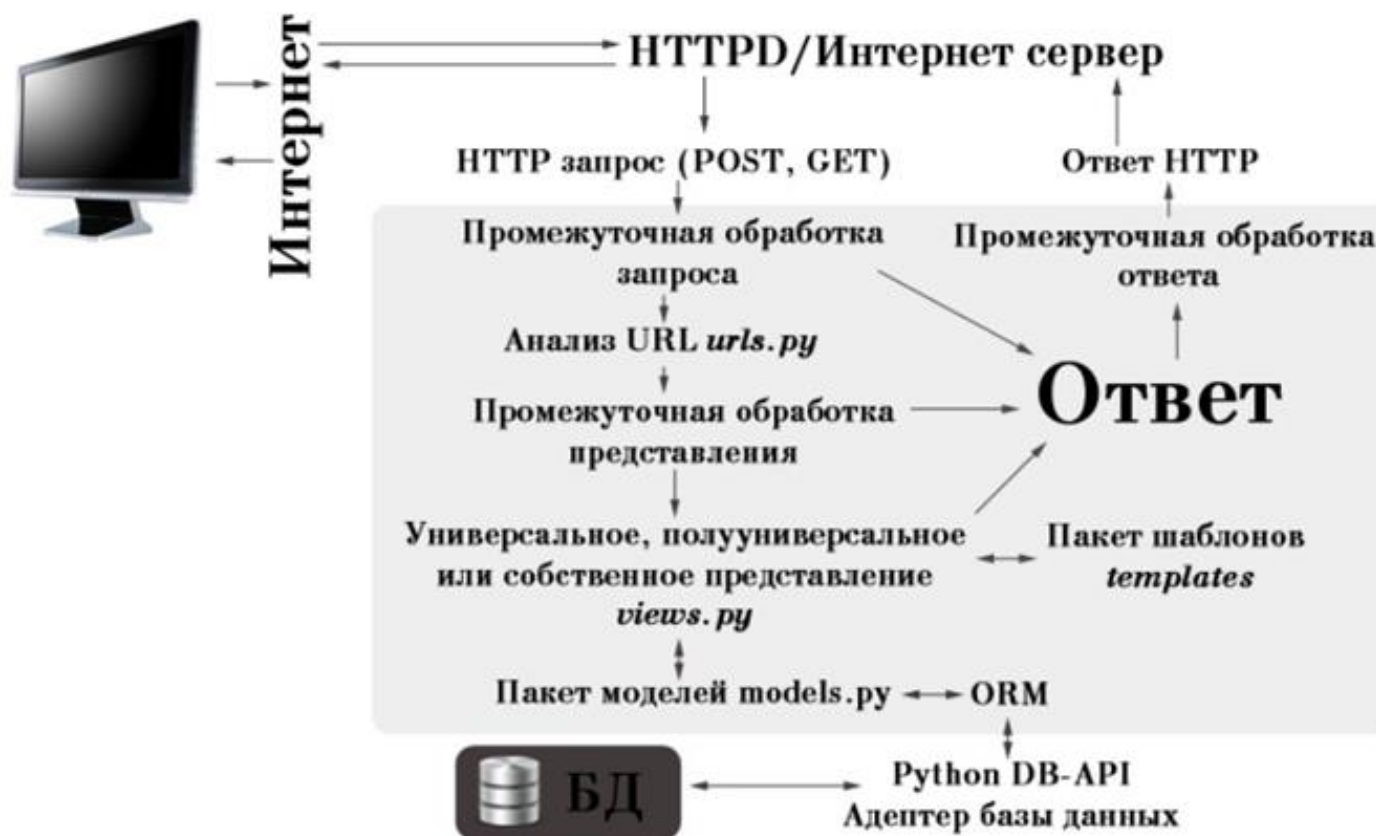 Интернет
HTTPD/Интернет сервер
HTTP запрос (POST, GET)
Ответ HTTP
Промежуточная обработка
запроса
Промежуточная обработка
ответа
Анализ URL urls.py
Ответ
Промежуточная обработка
представления
Универсальное, полууниверсальное
или собственное представление
views.py
Пакет шаблонов
templates
Пакет моделей models.py
ORM
БД
Python DB-API
Адептер базы данных